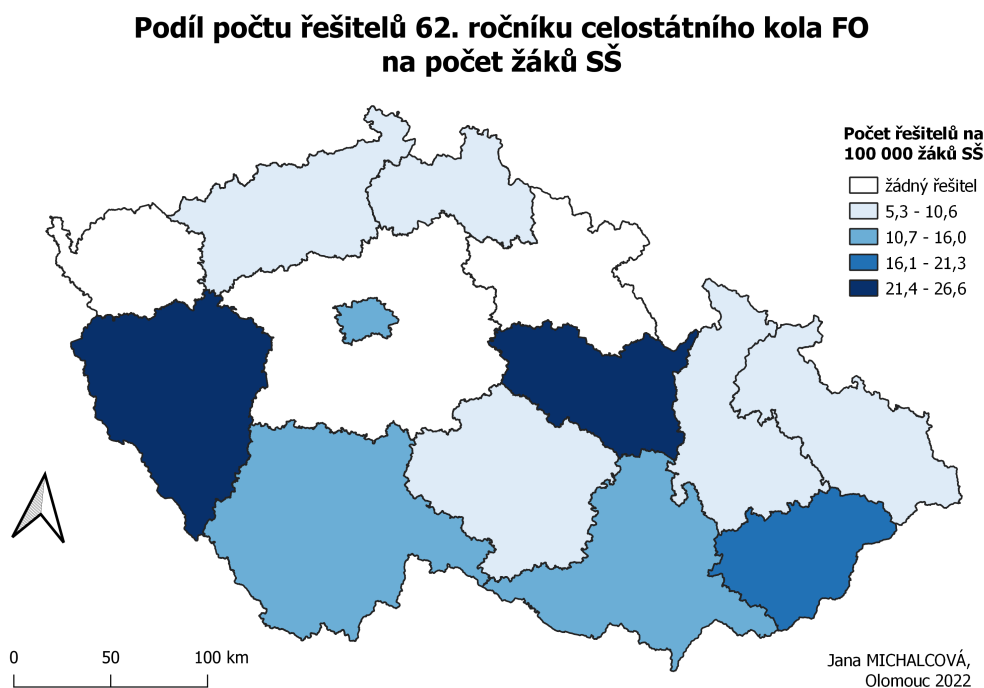 Podíl počtu řešitelů 62. ročníku celostátního kola FO
na počet žáků SŠ
Počet řešitelů na
100 000 žáků SŠ
žádný řešitel
5,3 - 10,6
10,7 - 16,0
16,1 - 21,3
21,4 - 26,6
0 50 100 km
Jana MICHALCOVÁ,
Olomouc 2022